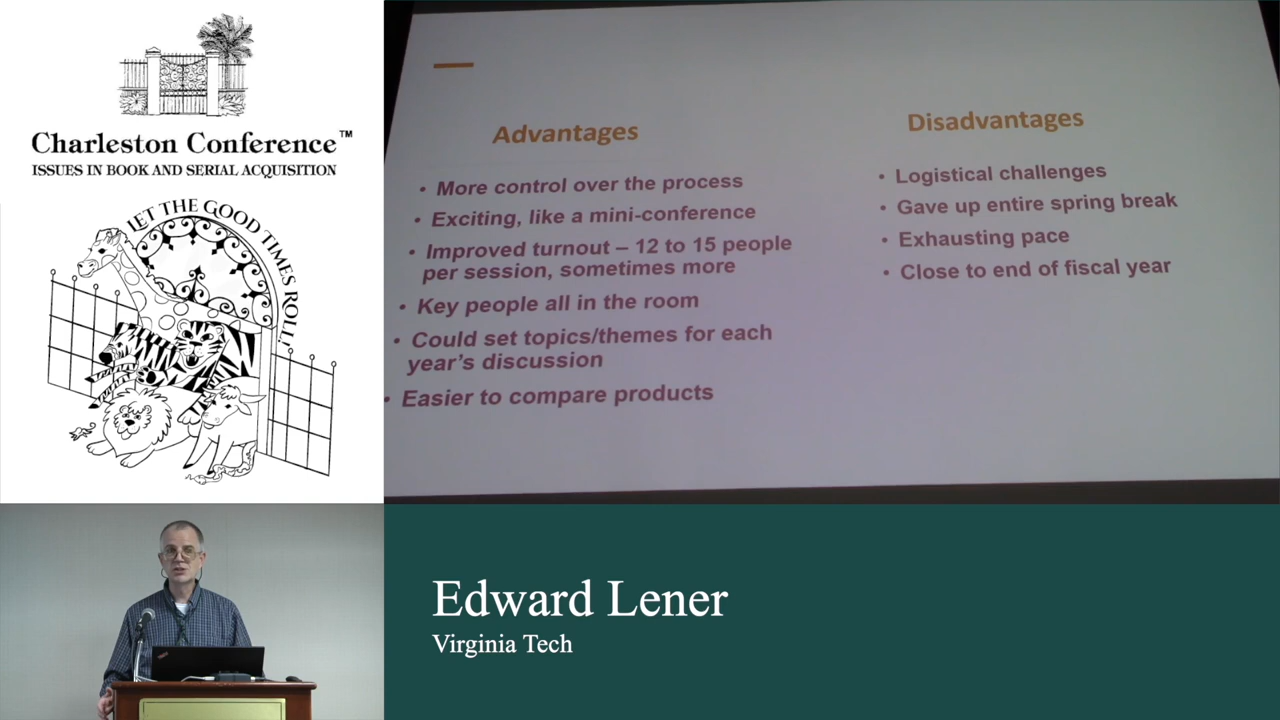 Charleston Conference™
ISSUES IN BOOK AND SERIAL ACQUISITION
LET THE GOOD TIMES ROLL!
Advantages
• More control over the process
• Exciting, like a mini-conference
• Improved turnout – 12 to 15 people
per session, sometimes more
• Key people all in the room
• Could set topics/themes for each
year's discussion
• Easier to compare products
Disadvantages
• Logistical challenges
• Gave up entire spring break
• Exhausting pace
• Close to end of fiscal year
Edward Lener
Virginia Tech